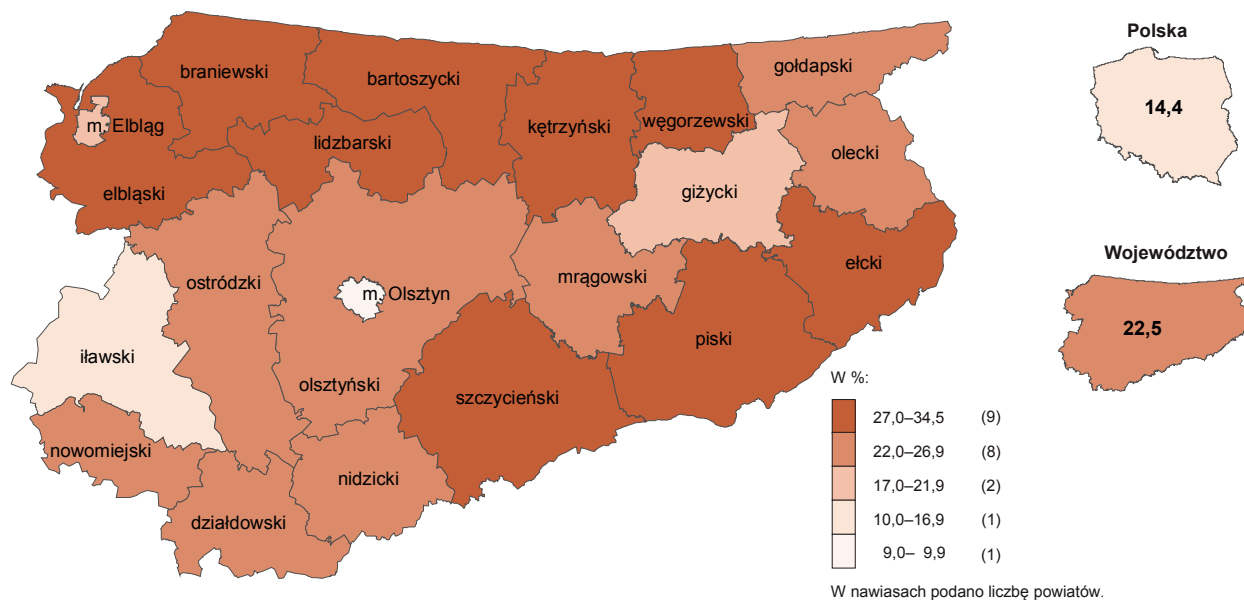 Polska
14,4
Województwo
22,5
braniewski
bartoszycki
gołdapski
m. Elbląg
kętrzyński
węgorzewski
lidzbarski
olecki
elbląski
giżycki
ostródzki
m. Olsztyn
mrągowski
ełcki
iławski
piski
olsztyński
szczycieński
nowomiejski
nidzicki
działdowski
W %:
27,0–34,5 (9)
22,0–26,9 (8)
17,0–21,9 (2)
10,0–16,9 (1)
9,0– 9,9 (1)
W nawiasach podano liczbę powiatów.